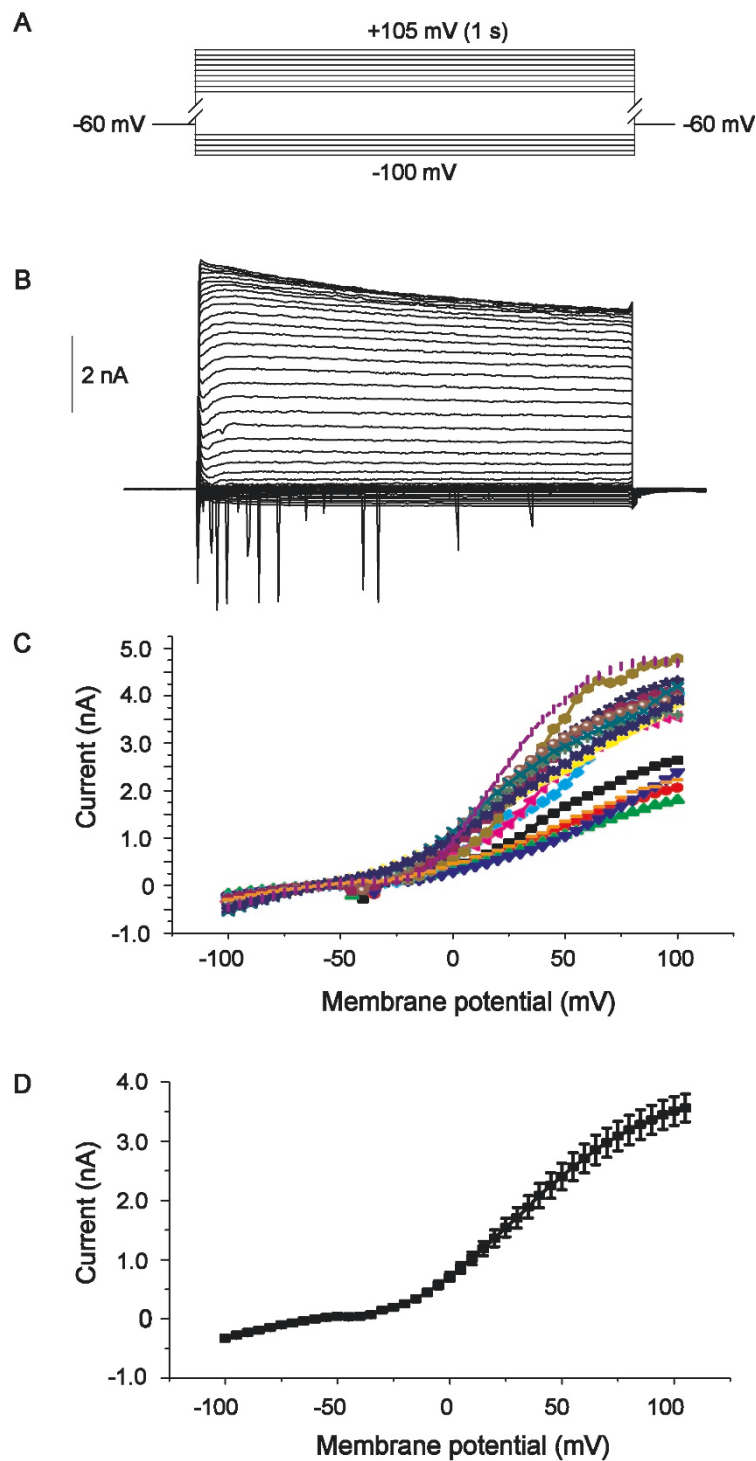 A
+105 mV (1 s)
-60 mV
-60 mV
-100 mV
B
2 nA
C
5.0
4.0
3.0
2.0
1.0
0
-1.0
Current (nA)
-100
-50
0
50
100
Membrane potential (mV)
D
4.0
3.0
2.0
1.0
0
-1.0
Current (nA)
-100
-50
0
50
100
Membrane potential (mV)